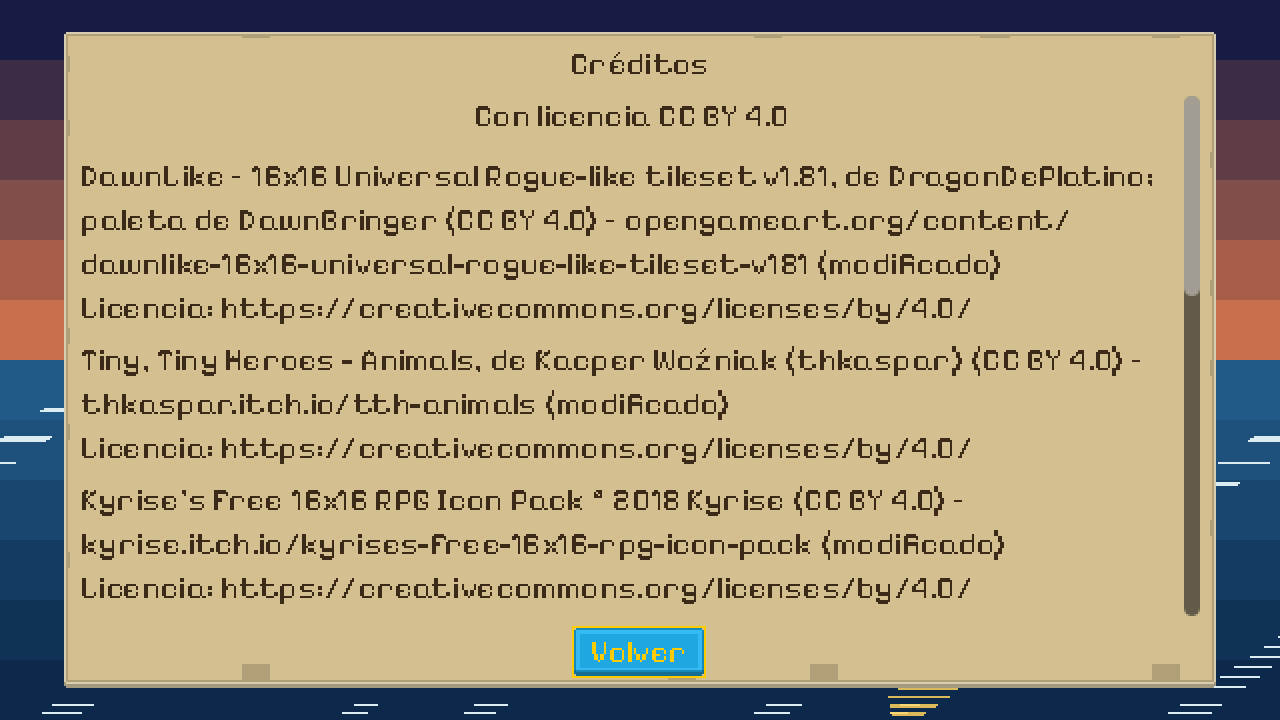 Créditos
Con licencia CC BY 4.0
DawnLike - 16x16 Universal Rogue-like tileset v1.81, de DragonDePlatino;
paleta de DawnBringer (CC BY 4.0) - opengameart.org/content/
dawnlike-16x16-universal-rogue-like-tileset-v181 (modificado)
Licencia: https://creativecommons.org/licenses/by/4.0/
Tiny, Tiny Heroes - Animals, de Kacper Woźniak (thkaspar) (CC BY 4.0) -
thkaspar.itch.io/tth-animals (modificado)
Licencia: https://creativecommons.org/licenses/by/4.0/
Kyrise's Free 16x16 RPG Icon Pack © 2018 Kyrise (CC BY 4.0) -
kyrise.itch.io/kyrises-free-16x16-rpg-icon-pack (modificado)
Licencia: https://creativecommons.org/licenses/by/4.0/
Volver